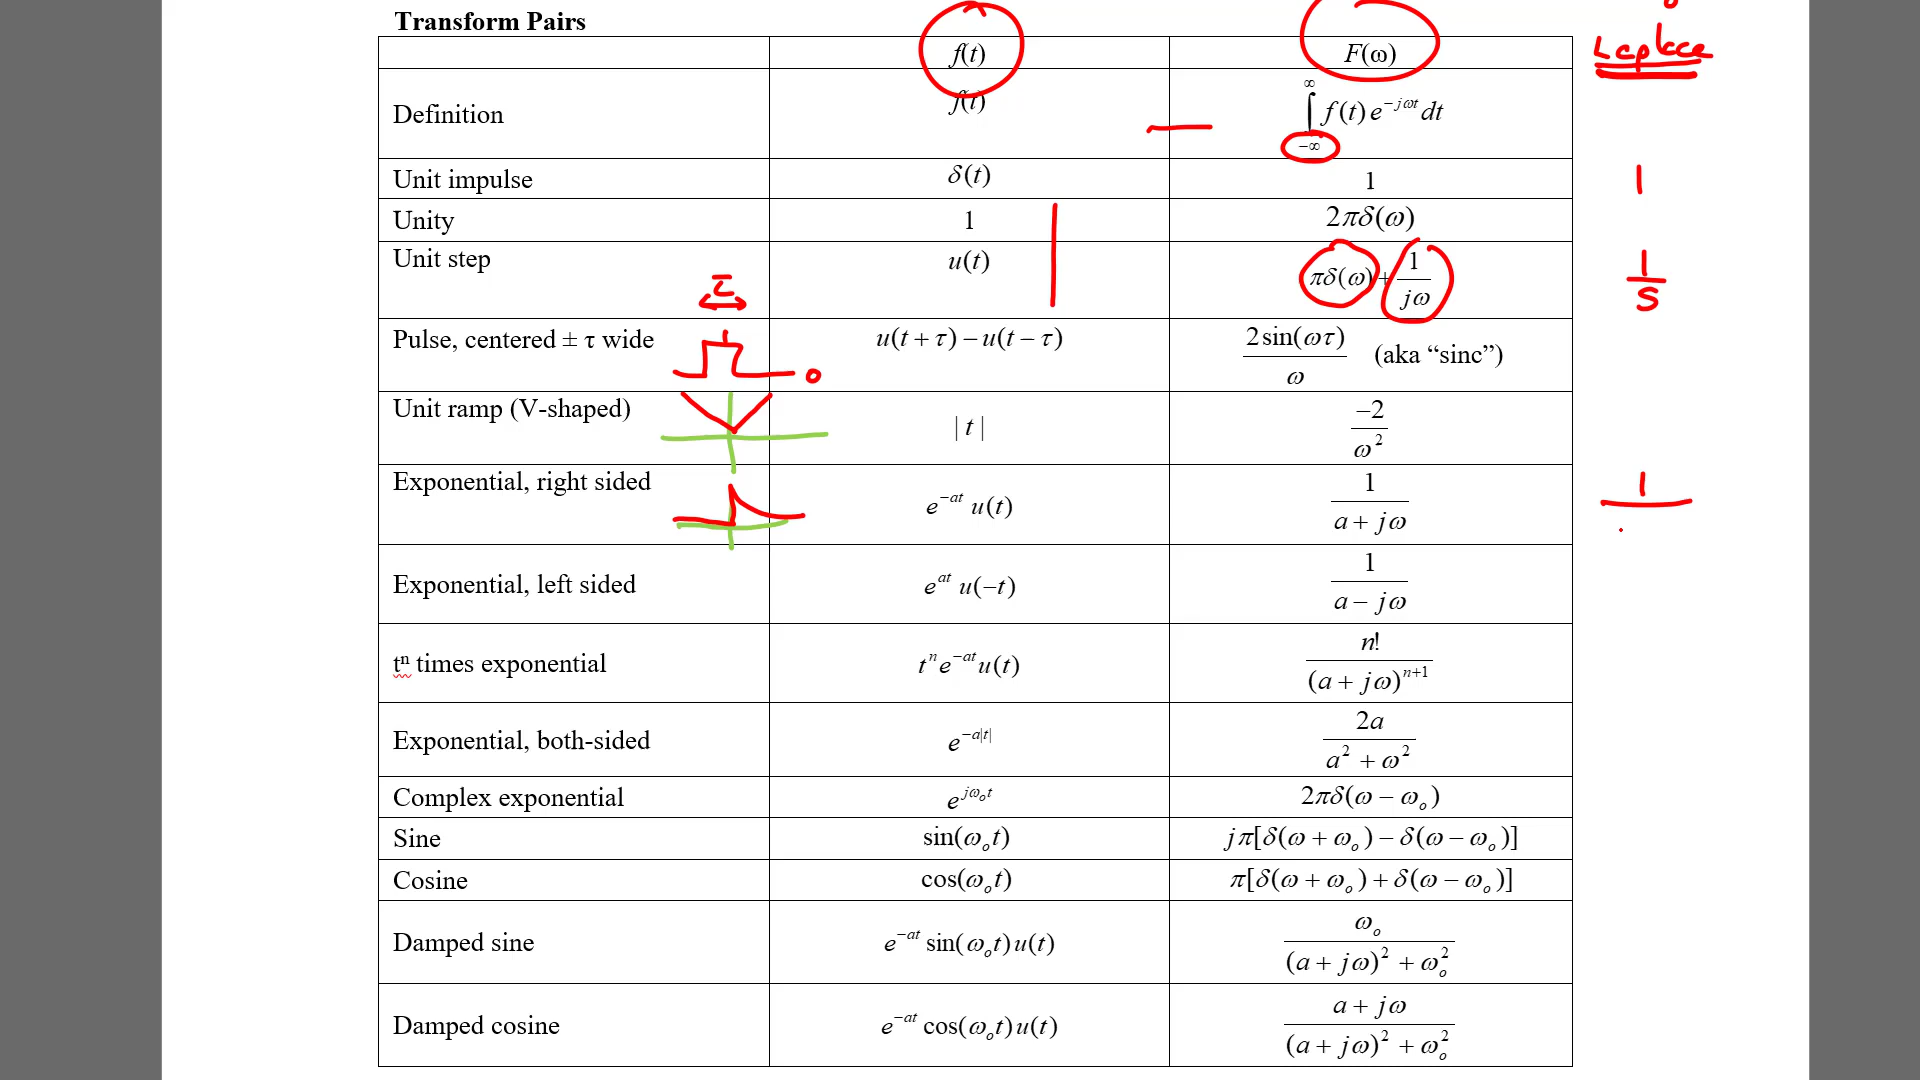 Transform Pairs
f(t) F(ω) Laplace
Definition f(t) ∫_{-∞}^{∞} f(t) e^{-jωt} dt
Unit impulse δ(t) 1 1
Unity 1 2πδ(ω)
Unit step u(t) πδ(ω) + 1/(jω) 1/s
τ
Pulse, centered ± τ wide u(t + τ) – u(t – τ) 2 sin(ωτ)/ω (aka “sinc”)
0
Unit ramp (V-shaped) | t | –2/ω²
Exponential, right sided e^{-at} u(t) 1/(a + jω) 1
Exponential, left sided e^{at} u(–t) 1/(a – jω)
tⁿ times exponential tⁿ e^{-at} u(t) n!/(a + jω)^{n+1}
Exponential, both-sided e^{-a|t|} 2a/(a² + ω²)
Complex exponential e^{jω_o t} 2πδ(ω – ω_o)
Sine sin(ω_o t) jπ[δ(ω + ω_o) – δ(ω – ω_o)]
Cosine cos(ω_o t) π[δ(ω + ω_o) + δ(ω – ω_o)]
Damped sine e^{-at} sin(ω_o t)u(t) ω_o/((a + jω)² + ω_o²)
Damped cosine e^{-at} cos(ω_o t)u(t) (a + jω)/((a + jω)² + ω_o²)